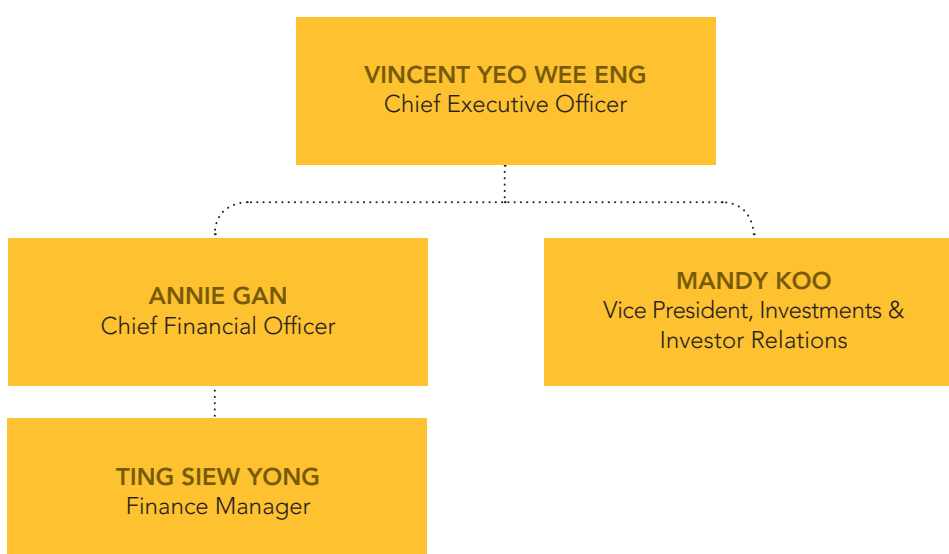 VINCENT YEO WEE ENG
Chief Executive Officer
ANNIE GAN
Chief Financial Officer
MANDY KOO
Vice President, Investments &
Investor Relations
TING SIEW YONG
Finance Manager